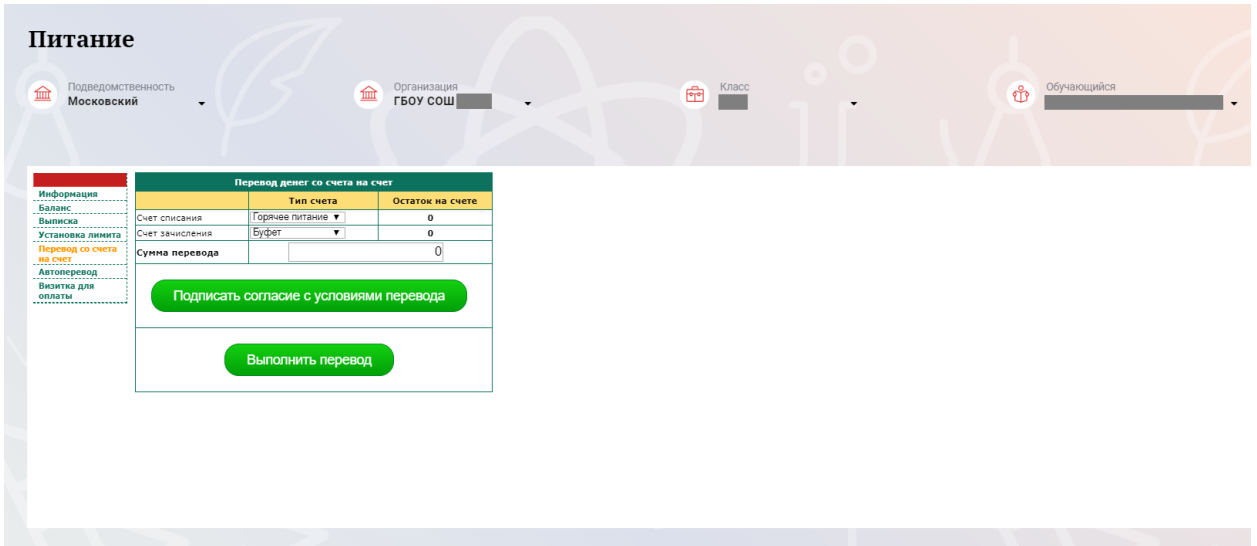 Питание
Подведомственность
Московский
Организация
ГБОУ СОШ
Класс
Обучающийся
Информация
Баланс
Выписка
Установка лимита
Перевод со счета
на счет
Автоперевод
Визитка для
оплаты
Перевод денег со счета на счет
Тип счета Остаток на счете
Счет списания Горячее питание ▼ 0
Счет зачисления Буфет ▼ 0
Сумма перевода 0
Подписать согласие с условиями перевода
Выполнить перевод